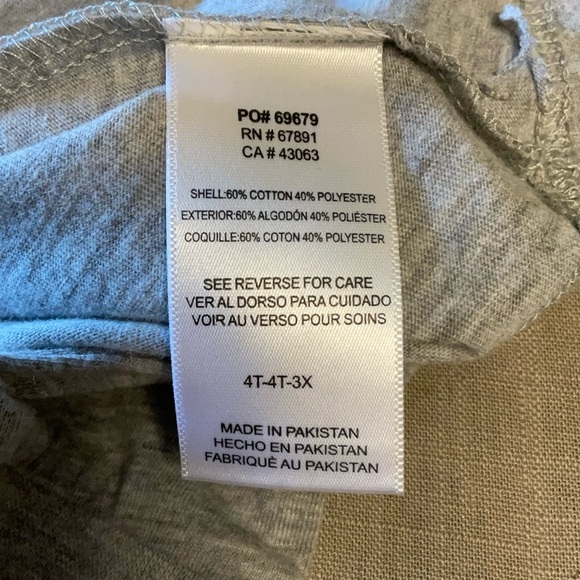 PO# 69679
RN # 67891
CA # 43063
SHELL:60% COTTON 40% POLYESTER
EXTERIOR:60% ALGODÓN 40% POLIÉSTER
COQUILLE:60% COTON 40% POLYESTER
SEE REVERSE FOR CARE
VER AL DORSO PARA CUIDADO
VOIR AU VERSO POUR SOINS
4T-4T-3X
MADE IN PAKISTAN
HECHO EN PAKISTAN
FABRIQUÈ AU PAKISTAN